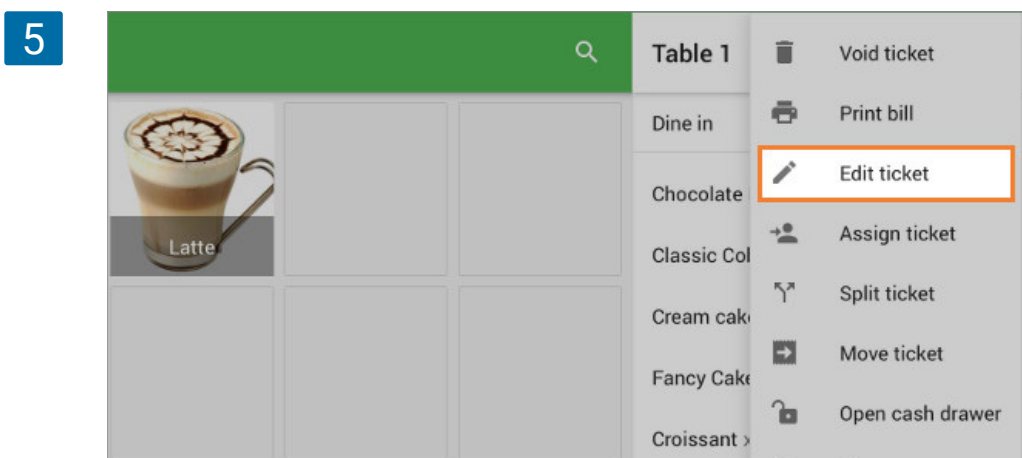 5
Table 1
Dine in
Chocolate
Classic Col
Cream cak
Fancy Cake
Croissant
Latte
Void ticket
Print bill
Edit ticket
Assign ticket
Split ticket
Move ticket
Open cash drawer